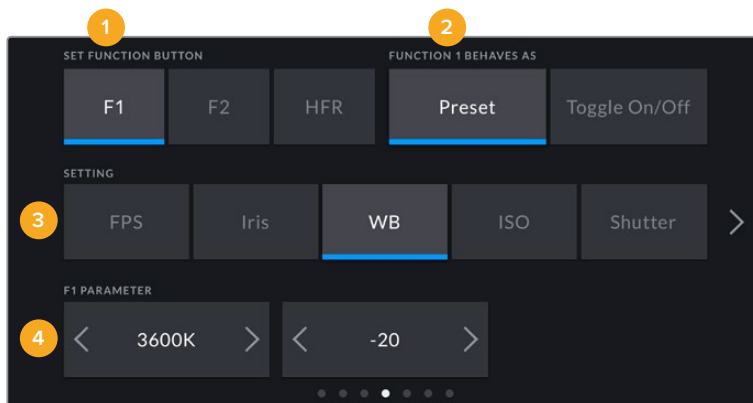 1
2
SET FUNCTION BUTTON
FUNCTION 1 BEHAVES AS
F1 F2 HFR Preset Toggle On/Off
SETTING
3
FPS Iris WB ISO Shutter
F1 PARAMETER
4
3600K -20